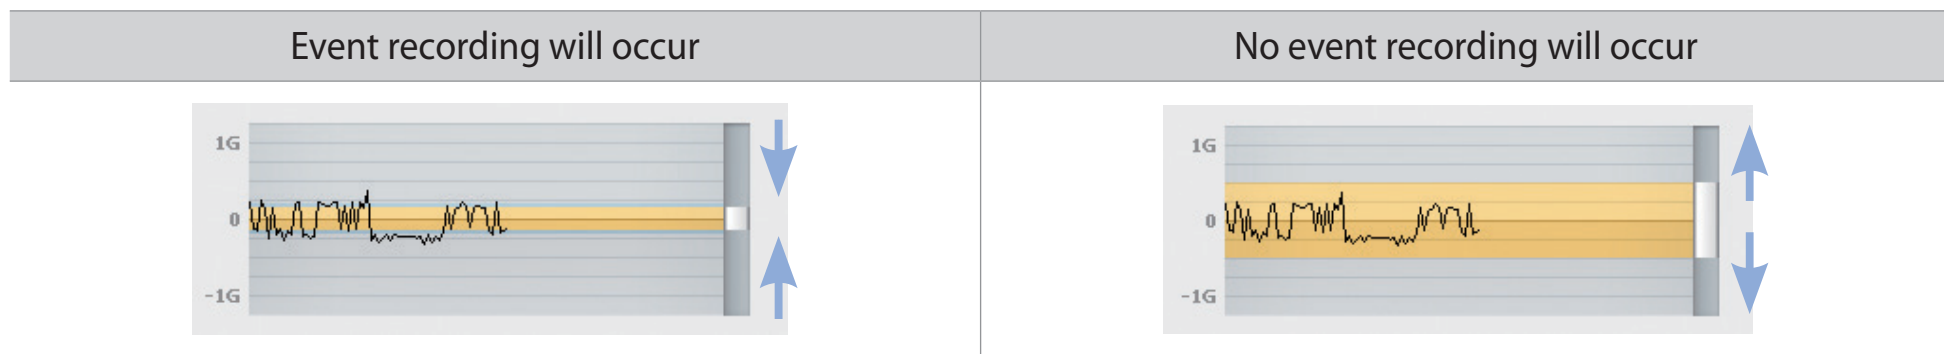 Event recording will occur
No event recording will occur
1G
0
-1G
1G
0
-1G